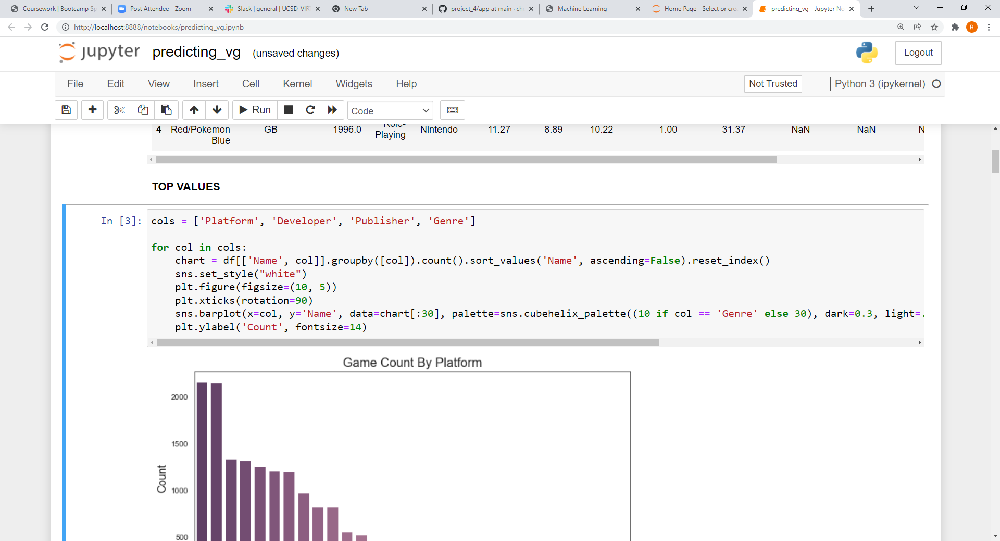 Coursework | Bootcamp Sp
Post Attendee - Zoom
Slack | general | UCSD-VIR
New Tab
project_4/app at main · ch
Machine Learning
Home Page - Select or cre
predicting_vg - Jupyter No
http://localhost:8888/notebooks/predicting_vg.ipynb
R
jupyter predicting_vg (unsaved changes)
Logout
File Edit View Insert Cell Kernel Widgets Help
Not Trusted
Python 3 (ipykernel)
Run
Code
4 Red/Pokemon GB 1996.0 Role- Nintendo 11.27 8.89 10.22 1.00 31.37 NaN NaN N
Blue Playing
TOP VALUES
In [3]: cols = ['Platform', 'Developer', 'Publisher', 'Genre']
for col in cols:
    chart = df[['Name', col]].groupby([col]).count().sort_values('Name', ascending=False).reset_index()
    sns.set_style("white")
    plt.figure(figsize=(10, 5))
    plt.xticks(rotation=90)
    sns.barplot(x=col, y='Name', data=chart[:30], palette=sns.cubehelix_palette((10 if col == 'Genre' else 30), dark=0.3, light=.
    plt.ylabel('Count', fontsize=14)
Game Count By Platform
2000
1500
Count
1000
500